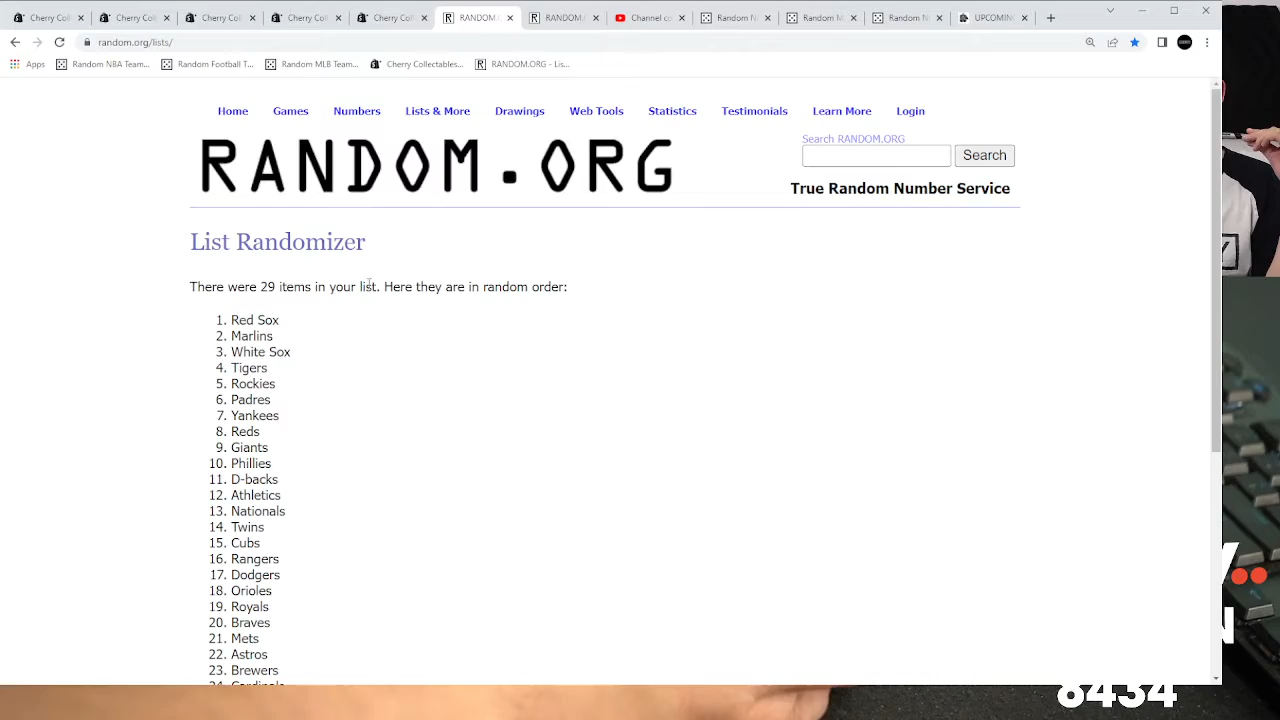 Cherry Coll
Cherry Coll
Cherry Coll
Cherry Coll
Cherry Coll
RANDOM.
RANDOM.
Channel co
Random N
Random M
Random N
UPCOMING
random.org/lists/
Apps
Random NBA Team...
Random Football T...
Random MLB Team...
Cherry Collectables...
RANDOM.ORG - Lis...
Home
Games
Numbers
Lists & More
Drawings
Web Tools
Statistics
Testimonials
Learn More
Login
RANDOM.ORG
Search RANDOM.ORG
Search
True Random Number Service
List Randomizer
There were 29 items in your list. Here they are in random order:
1. Red Sox
2. Marlins
3. White Sox
4. Tigers
5. Rockies
6. Padres
7. Yankees
8. Reds
9. Giants
10. Phillies
11. D-backs
12. Athletics
13. Nationals
14. Twins
15. Cubs
16. Rangers
17. Dodgers
18. Orioles
19. Royals
20. Braves
21. Mets
22. Astros
23. Brewers
24. Cardinals
8434